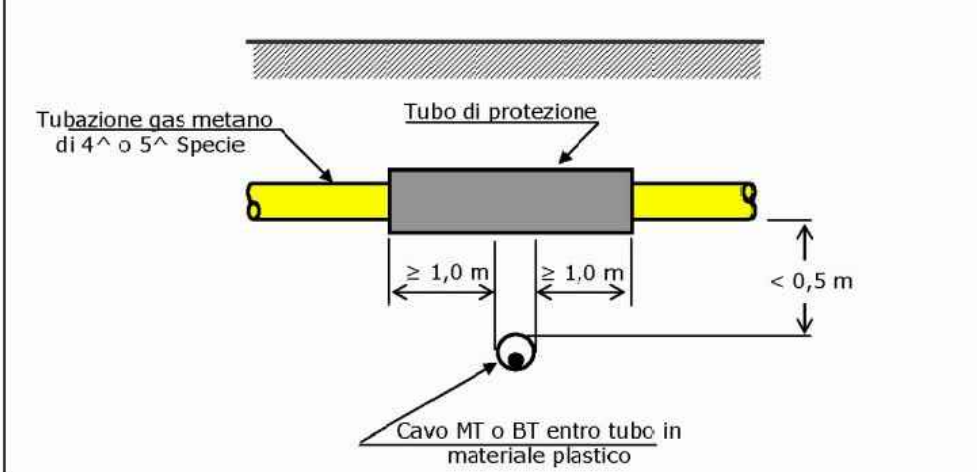 Tubazione gas metano
di 4^ o 5^ Specie
Tubo di protezione
≥ 1,0 m
≥ 1,0 m
< 0,5 m
Cavo MT o BT entro tubo in
materiale plastico